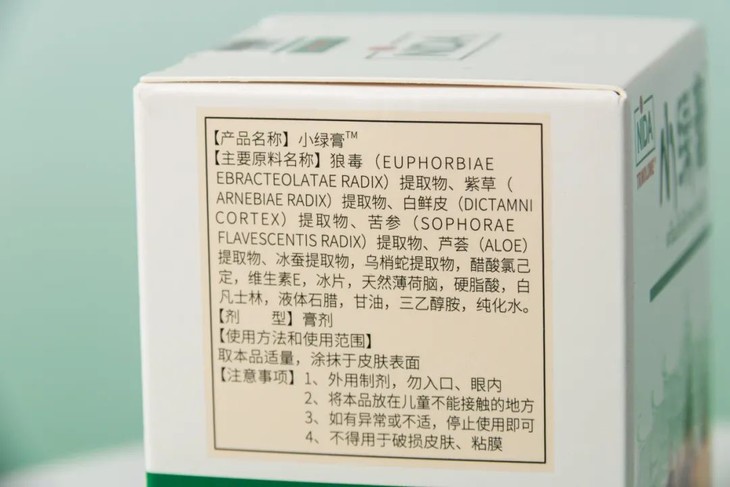 【产品名称】小绿膏™
【主要原料名称】狼毒（EUPHORBIAE
EBRACTEOLATAE RADIX）提取物、紫草（
ARNEBIAE RADIX）提取物、白鲜皮（DICTAMNI
CORTEX）提取物、苦参（SOPHORAE
FLAVESCENTIS RADIX）提取物、芦荟（ALOE）
提取物、冰蚕提取物，乌梢蛇提取物，醋酸氯己
定，维生素E，冰片，天然薄荷脑，硬脂酸，白
凡士林，液体石腊，甘油，三乙醇胺，纯化水。
【剂　　型】膏剂
【使用方法和使用范围】
取本品适量，涂抹于皮肤表面
【注意事项】1、外用制剂，勿入口、眼内
2、将本品放在儿童不能接触的地方
3、如有异常或不适，停止使用即可
4、不得用于破损皮肤、粘膜
NDA